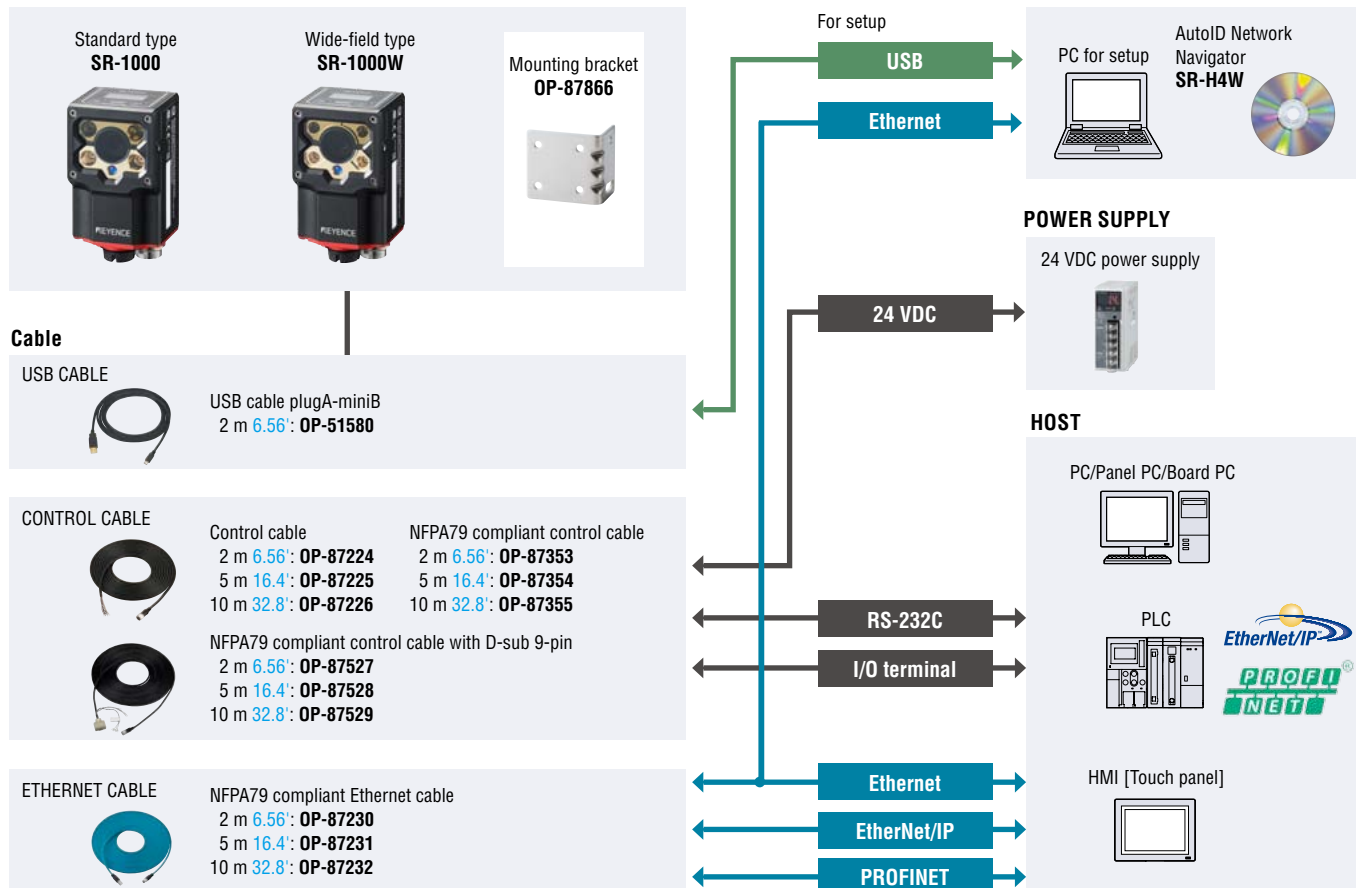 Standard type
SR-1000
Wide-field type
SR-1000W
Mounting bracket
OP-87866
KEYENCE
KEYENCE
For setup
USB
Ethernet
PC for setup
AutoID Network
Navigator
SR-H4W
POWER SUPPLY
24 VDC power supply
24 VDC
Cable
USB CABLE
USB cable plugA-miniB
2 m 6.56': OP-51580
CONTROL CABLE
Control cable
2 m 6.56': OP-87224
5 m 16.4': OP-87225
10 m 32.8': OP-87226
NFPA79 compliant control cable
2 m 6.56': OP-87353
5 m 16.4': OP-87354
10 m 32.8': OP-87355
NFPA79 compliant control cable with D-sub 9-pin
2 m 6.56': OP-87527
5 m 16.4': OP-87528
10 m 32.8': OP-87529
RS-232C
I/O terminal
HOST
PC/Panel PC/Board PC
PLC
EtherNet/IP™
PROFI
NET
®
HMI [Touch panel]
ETHERNET CABLE
NFPA79 compliant Ethernet cable
2 m 6.56': OP-87230
5 m 16.4': OP-87231
10 m 32.8': OP-87232
Ethernet
EtherNet/IP
PROFINET